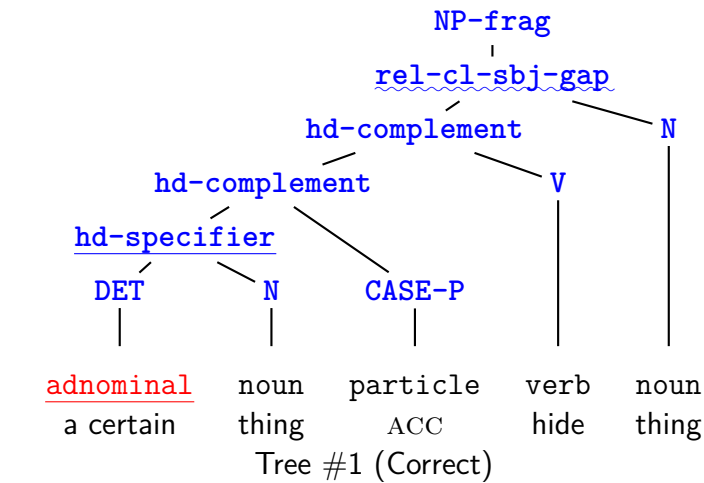 NP-frag
rel-cl-sbj-gap
hd-complement N
hd-complement V
hd-specifier
DET N CASE-P
adnominal noun particle verb noun
a certain thing ACC hide thing
Tree #1 (Correct)